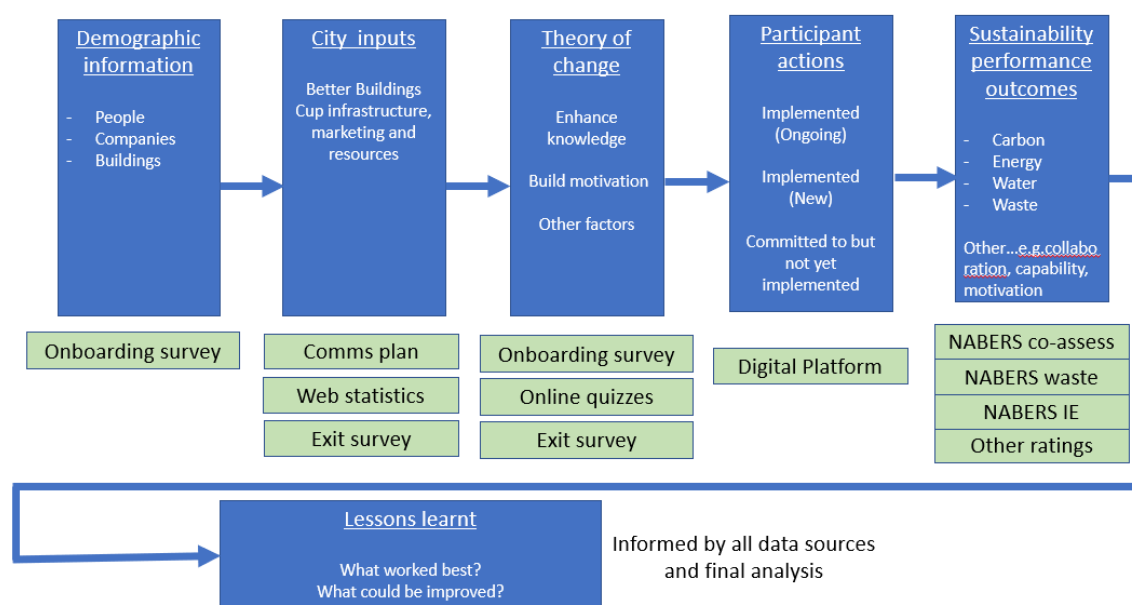 Demographic
information
- People
- Companies
- Buildings
City inputs
Better Buildings
Cup infrastructure,
marketing and
resources
Theory of
change
Enhance
knowledge
Build motivation
Other factors
Participant
actions
Implemented
(Ongoing)
Implemented
(New)
Committed to but
not yet
implemented
Sustainability
performance
outcomes
- Carbon
- Energy
- Water
- Waste
Other...e.g.collabo
ration, capability,
motivation
Onboarding survey
Comms plan
Web statistics
Exit survey
Onboarding survey
Online quizzes
Exit survey
Digital Platform
NABERS co-assess
NABERS waste
NABERS IE
Other ratings
Lessons learnt
What worked best?
What could be improved?
Informed by all data sources
and final analysis